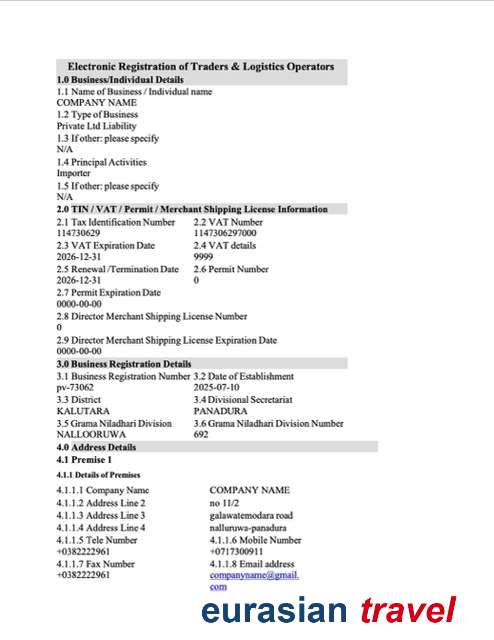 Electronic Registration of Traders & Logistics Operators
1.0 Business/Individual Details
1.1 Name of Business / Individual name
COMPANY NAME
1.2 Type of Business
Private Ltd Liability
1.3 If other: please specify
N/A
1.4 Principal Activities
Importer
1.5 If other: please specify
N/A
2.0 TIN / VAT / Permit / Merchant Shipping License Information
2.1 Tax Identification Number 2.2 VAT Number
114730629 1147306297000
2.3 VAT Expiration Date 2.4 VAT details
2026-12-31 9999
2.5 Renewal /Termination Date 2.6 Permit Number
2026-12-31 0
2.7 Permit Expiration Date
0000-00-00
2.8 Director Merchant Shipping License Number
0
2.9 Director Merchant Shipping License Expiration Date
0000-00-00
3.0 Business Registration Details
3.1 Business Registration Number 3.2 Date of Establishment
pv-73062 2025-07-10
3.3 District 3.4 Divisional Secretariat
KALUTARA PANADURA
3.5 Grama Niladhari Division 3.6 Grama Niladhari Division Number
NALLOORUWA 692
4.0 Address Details
4.1 Premise 1
4.1.1 Details of Premises
4.1.1.1 Company Name COMPANY NAME
4.1.1.2 Address Line 2 no 11/2
4.1.1.3 Address Line 3 galawatemodara road
4.1.1.4 Address Line 4 nalluruwa-panadura
4.1.1.5 Tele Number 4.1.1.6 Mobile Number
+0382222961 +0717300911
4.1.1.7 Fax Number 4.1.1.8 Email address
+0382222961 companyname@gmail.
com
eurasian travel